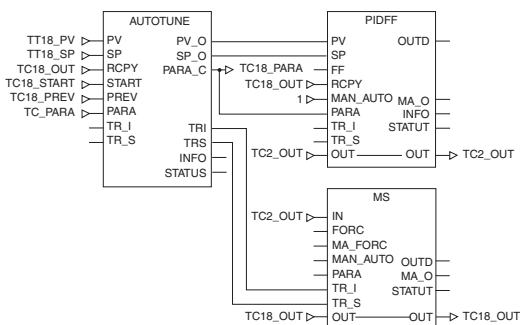 AUTOTUNE
TT18_PV PV PV_O
TT18_SP SP SP_O
TC18_OUT RCPY PARA_C TC18_PARA
TC18_START START
TC18_PREV PREV
TC_PARA PARA
TR_I TRI
TR_S TRS
INFO
STATUS
PIDFF
PV OUTD
SP
FF
TC18_OUT RCPY
1 MAN_AUTO MA_O
PARA INFO
TR_I STATUT
TR_S
TC2_OUT OUT OUT TC2_OUT
MS
TC2_OUT IN
FORC
MA_FORC
MAN_AUTO OUTD
PARA MA_O
TR_I STATUT
TR_S
TC18_OUT OUT OUT TC18_OUT